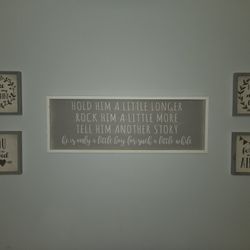 HOLD HIM A LITTLE LONGER
ROCK HIM A LITTLE MORE
TELL HIM ANOTHER STORY
he is only a little boy for such a little while